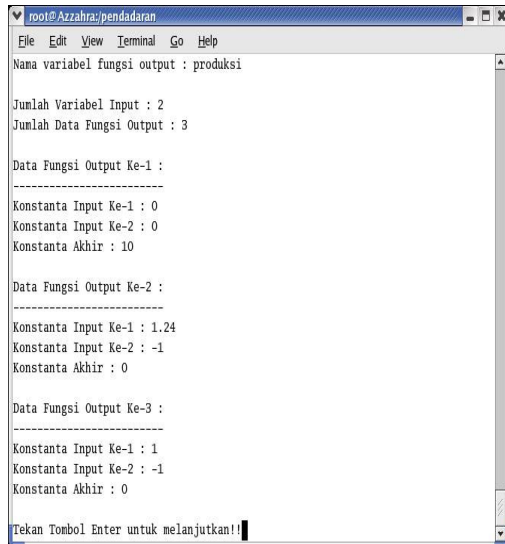 root@Azzahra:/pendadaran
File Edit View Terminal Go Help
Nama variabel fungsi output : produksi
Jumlah Variabel Input : 2
Jumlah Data Fungsi Output : 3
Data Fungsi Output Ke-1 :
-------------------------
Konstanta Input Ke-1 : 0
Konstanta Input Ke-2 : 0
Konstanta Akhir : 10
Data Fungsi Output Ke-2 :
-------------------------
Konstanta Input Ke-1 : 1.24
Konstanta Input Ke-2 : -1
Konstanta Akhir : 0
Data Fungsi Output Ke-3 :
-------------------------
Konstanta Input Ke-1 : 1
Konstanta Input Ke-2 : -1
Konstanta Akhir : 0
Tekan Tombol Enter untuk melanjutkan!!